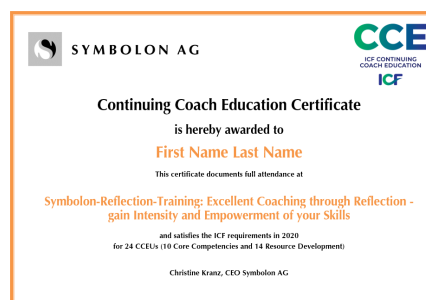 SYMBOLON AG
CCE
ICF CONTINUING
COACH EDUCATION
ICF
Continuing Coach Education Certificate
is hereby awarded to
First Name Last Name
This certificate documents full attendance at
Symbolon-Reflection-Training: Excellent Coaching through Reflection -
gain Intensity and Empowerment of your Skills
and satisfies the ICF requirements in 2020
for 24 CCEUs (10 Core Competencies and 14 Resource Development)
Christine Kranz, CEO Symbolon AG